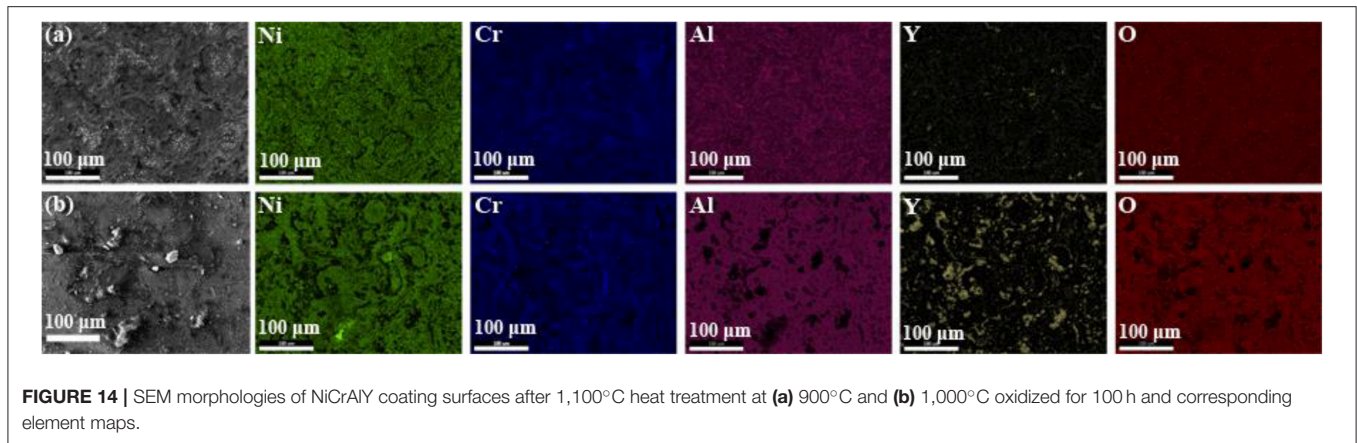 (a) Ni Cr Al Y O
100 μm 100 μm 100 μm 100 μm 100 μm 100 μm
(b) Ni Cr Al Y O
100 μm 100 μm 100 μm 100 μm 100 μm 100 μm
FIGURE 14 | SEM morphologies of NiCrAlY coating surfaces after 1,100°C heat treatment at (a) 900°C and (b) 1,000°C oxidized for 100 h and corresponding
element maps.